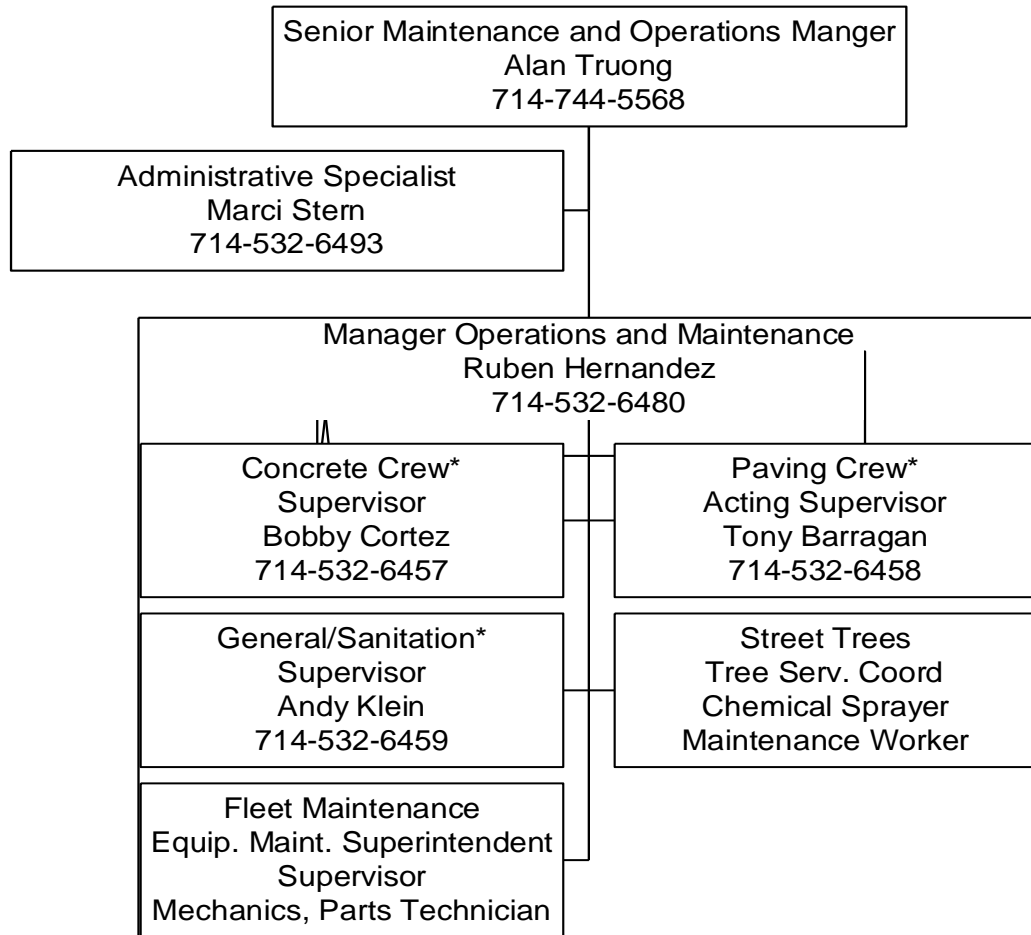 Senior Maintenance and Operations Manger
Alan Truong
714-744-5568
Administrative Specialist
Marci Stern
714-532-6493
Manager Operations and Maintenance
Ruben Hernandez
714-532-6480
Concrete Crew*
Supervisor
Bobby Cortez
714-532-6457
Paving Crew*
Acting Supervisor
Tony Barragan
714-532-6458
General/Sanitation*
Supervisor
Andy Klein
714-532-6459
Street Trees
Tree Serv. Coord
Chemical Sprayer
Maintenance Worker
Fleet Maintenance
Equip. Maint. Superintendent
Supervisor
Mechanics, Parts Technician